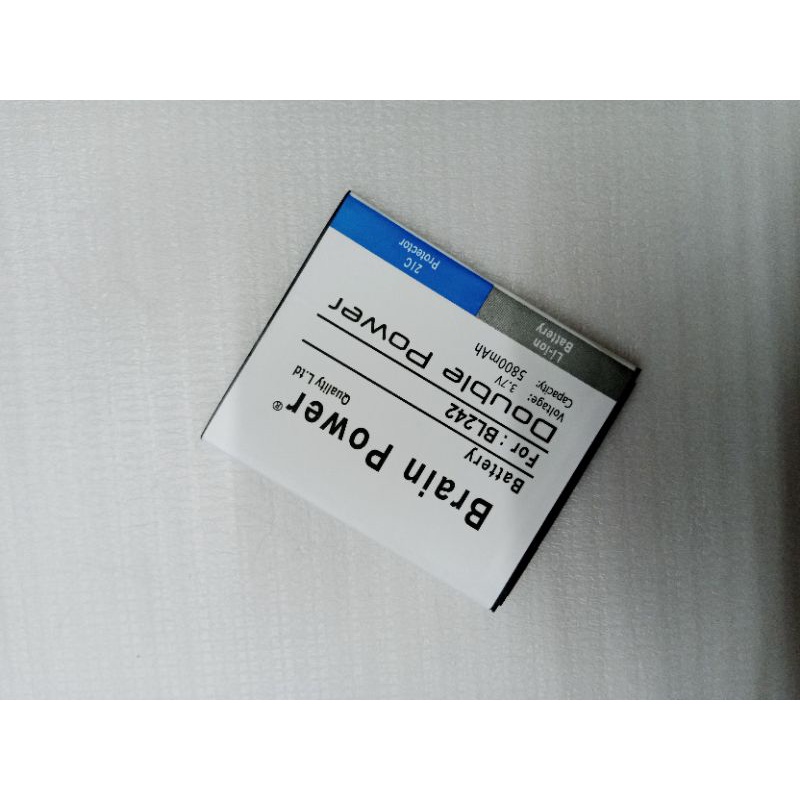 Brain Power®
Battery Quality L.td
For : BL242
Double Power
Voltage: 3.7V
Capacity: 5800mAh
Li-ion
Battery
2IC
Protector